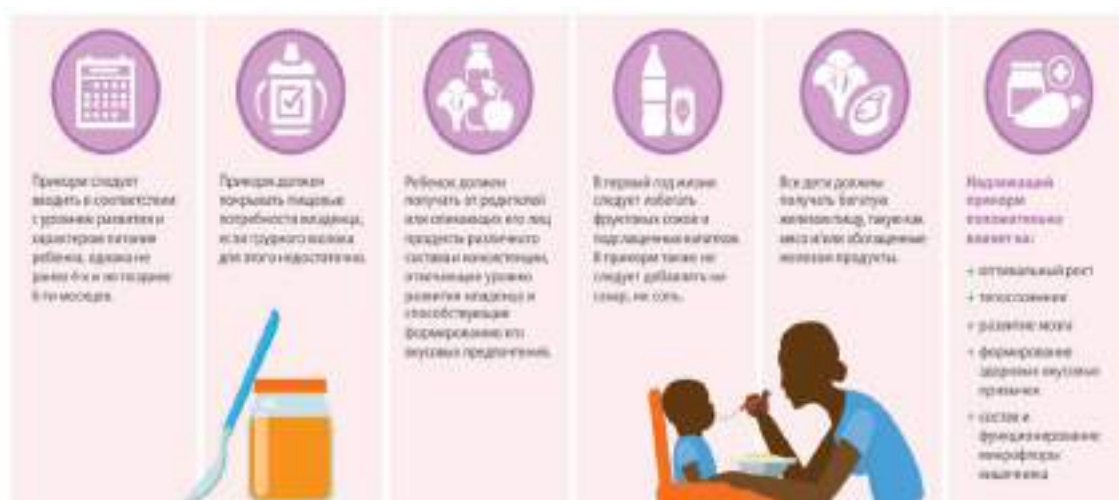 Прикорм следует
вводить в соответствии
с уровнем развития и
характером питания
ребенка, однако не
ранее 4-х и не позднее
6-ти месяцев.
Прикорм должен
покрывать пищевые
потребности младенца,
если грудного молока
для этого недостаточно.
Ребенок должен
получать от родителей
или опекающих его лиц
продукты различного
состава и консистенции,
отвечающие уровню
развития младенца и
способствующие
формированию его
вкусовых предпочтений.
В первый год жизни
следует избегать
фруктовых соков и
подслащенных напитков.
В прикорм также не
следует добавлять ни
сахар, ни соль.
Все дети должны
получать богатую
железом пищу, такую как
мясо и/или обогащенные
железом продукты.
Надлежащий
прикорм
положительно
влияет на:
+ оптимальный рост
+ телосложение
+ развитие мозга
+ формирование
здоровых вкусовых
привычек
+ состав и
функционирование
микрофлоры
кишечника